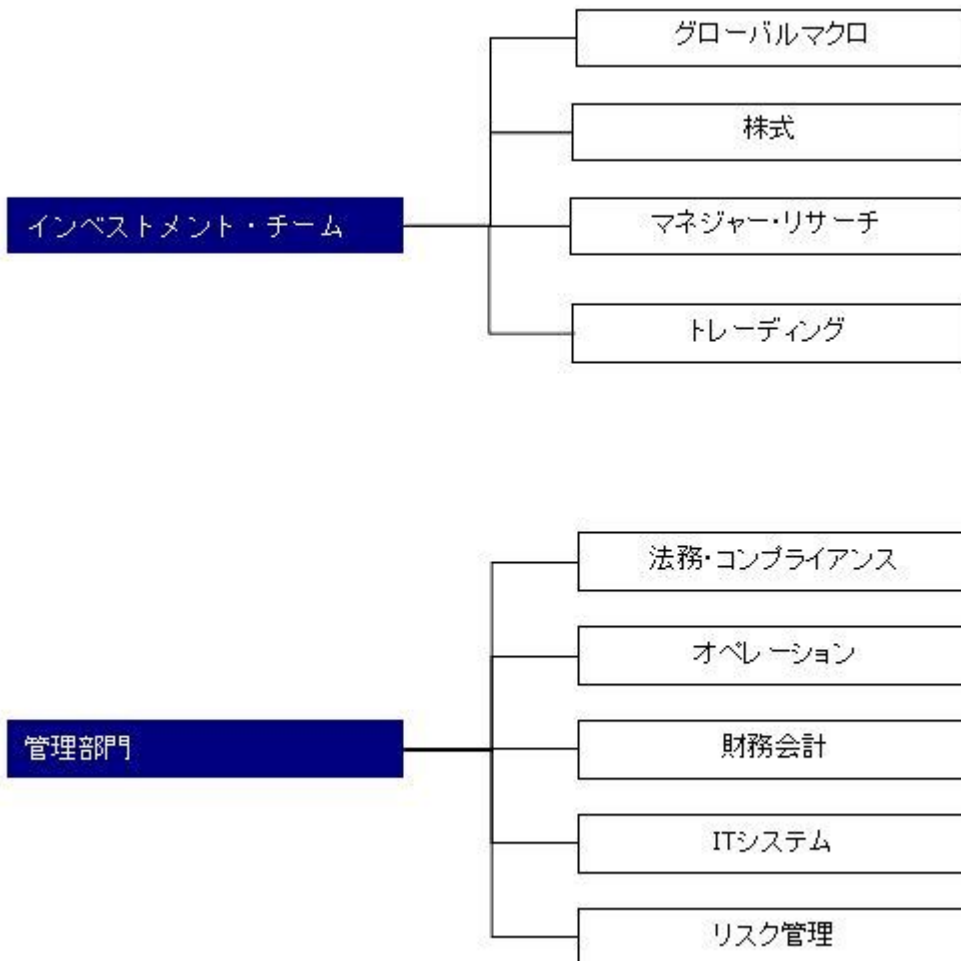 グローバルマクロ
株式
インベストメント・チーム
マネジャー・リサーチ
トレーディング
法務・コンプライアンス
オペレーション
管理部門
財務会計
ITシステム
リスク管理